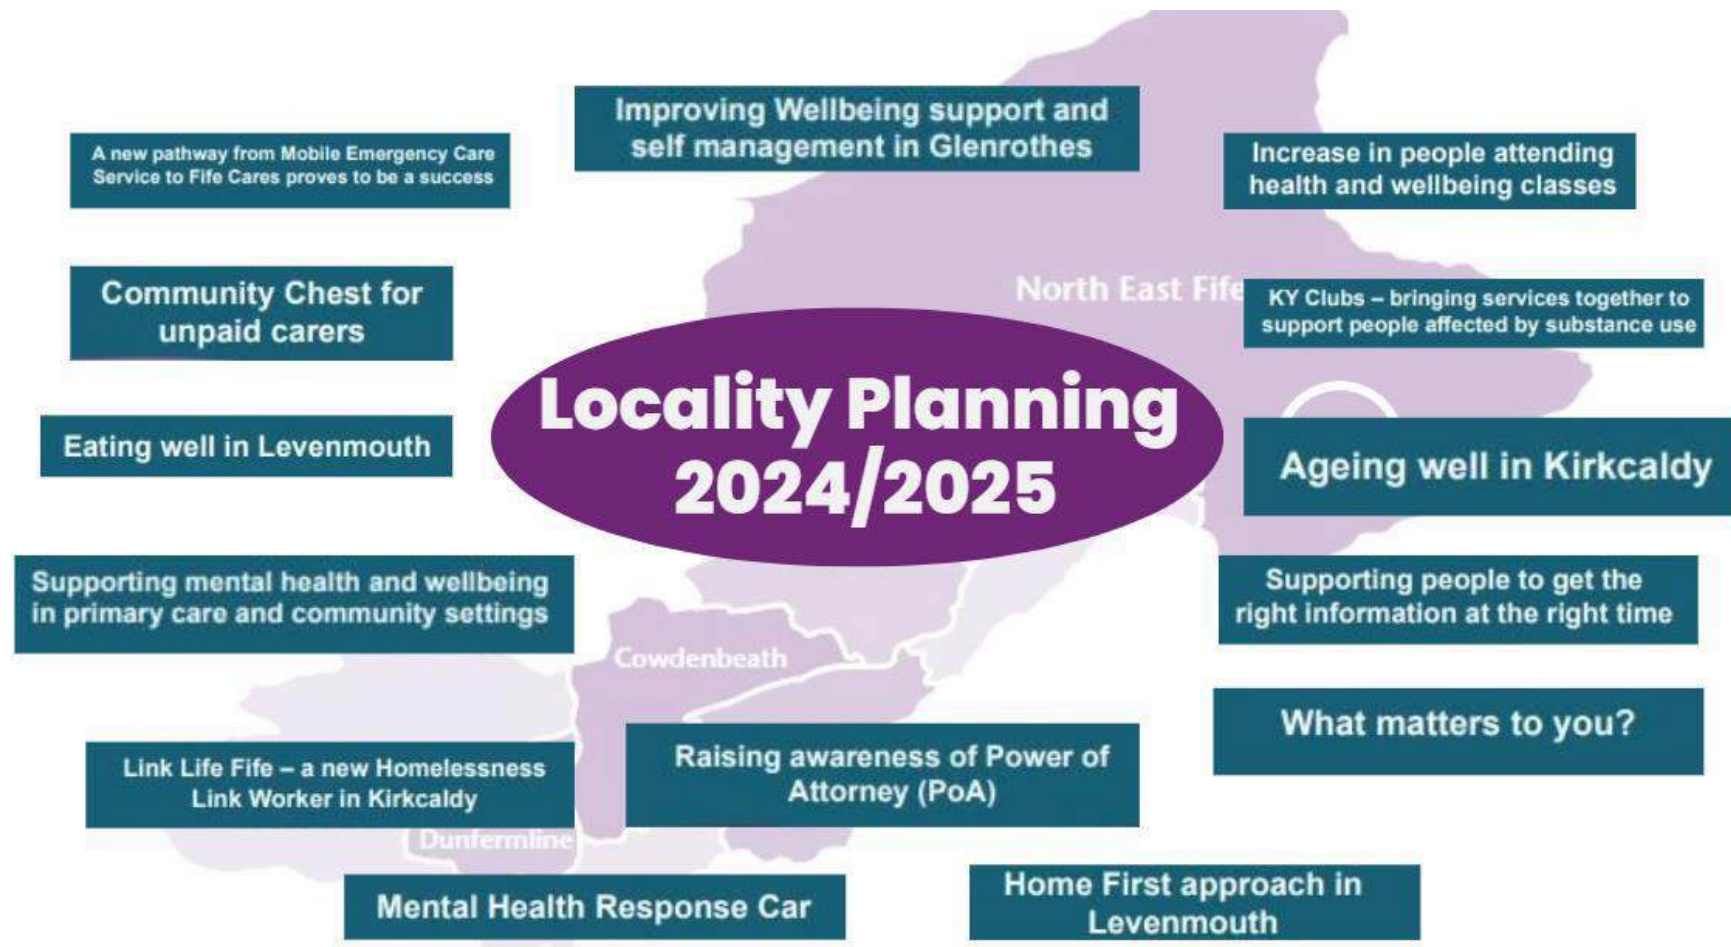 Improving Wellbeing support and
self management in Glenrothes
A new pathway from Mobile Emergency Care
Service to Fife Cares proves to be a success
Increase in people attending
health and wellbeing classes
Community Chest for
unpaid carers
North East Fife
KY Clubs – bringing services together to
support people affected by substance use
Locality Planning
2024/2025
Eating well in Levenmouth
Ageing well in Kirkcaldy
Supporting mental health and wellbeing
in primary care and community settings
Supporting people to get the
right information at the right time
Cowdenbeath
What matters to you?
Link Life Fife – a new Homelessness
Link Worker in Kirkcaldy
Raising awareness of Power of
Attorney (PoA)
Dunfermline
Mental Health Response Car
Home First approach in
Levenmouth